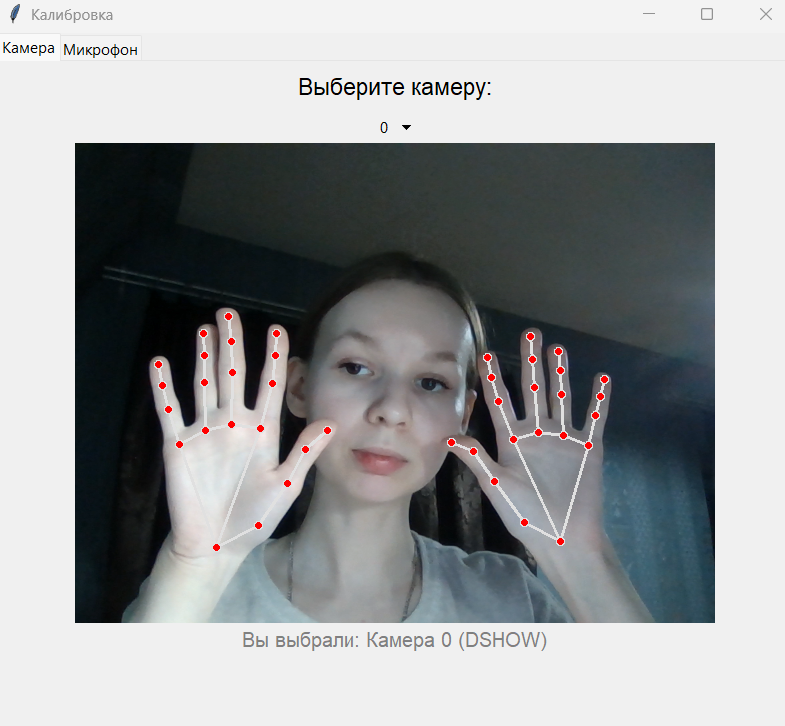 Калибровка
Камера Микрофон
Выберите камеру:
0
Вы выбрали: Камера 0 (DSHOW)